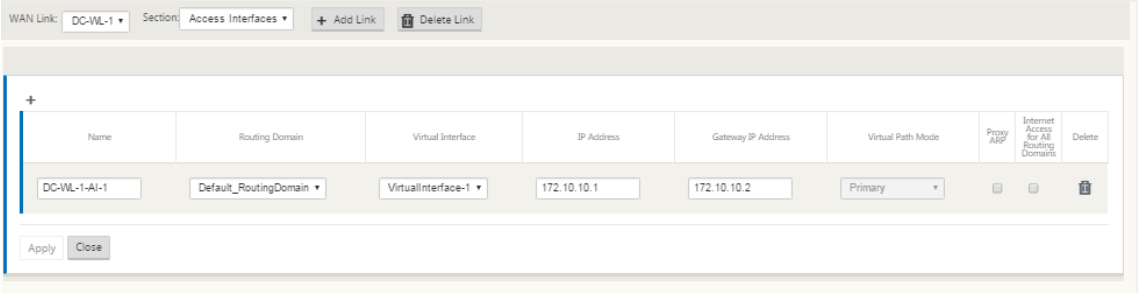 WAN Link: DC-WL-1 Section: Access Interfaces + Add Link Delete Link
+
Name Routing Domain Virtual Interface IP Address Gateway IP Address Virtual Path Mode Proxy ARP Internet Access for All Routing Domains Delete
DC-WL-1-AI-1 Default_RoutingDomain VirtualInterface-1 172.10.10.1 172.10.10.2 Primary
Apply Close